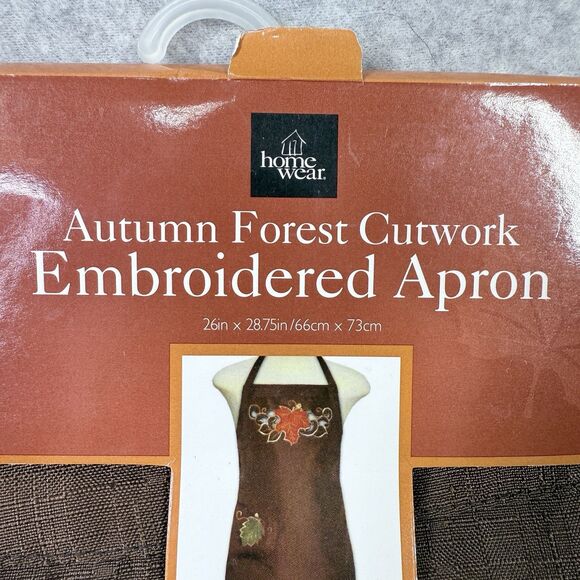 home
wear.
Autumn Forest Cutwork
Embroidered Apron
26in x 28.75in/66cm x 73cm